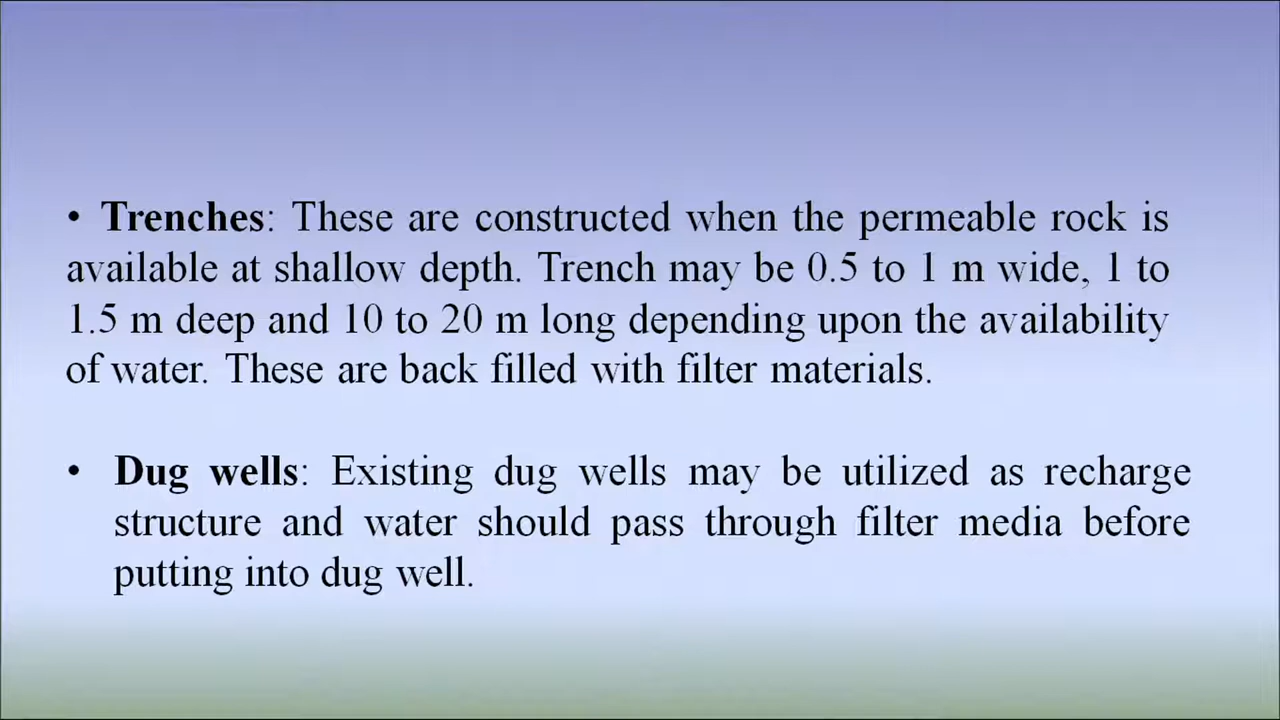 • Trenches: These are constructed when the permeable rock is
available at shallow depth. Trench may be 0.5 to 1 m wide, 1 to
1.5 m deep and 10 to 20 m long depending upon the availability
of water. These are back filled with filter materials.
• Dug wells: Existing dug wells may be utilized as recharge
structure and water should pass through filter media before
putting into dug well.